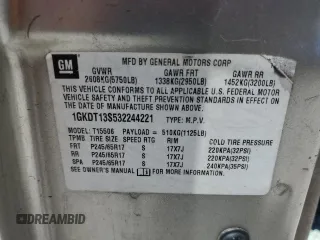 GM
MFD BY GENERAL MOTORS CORP
GVWR GAWR FRT GAWR RR
2608KG(5750LB) 1338KG(2950LB) 1452KG(3200LB)
THIS VEHICLE CONFORMS TO ALL APPLICABLE U.S. FEDERAL MOTOR
VEHICLE SAFETY AND THEFT PREVENTION STANDARDS IN EFFECT ON
THE DATE OF MANUFACTURE SHOWN ABOVE.
1GKDT13S532244221 TYPE: M.P.V.
MODEL: T15506 PAYLOAD = 510KG(1125LB)
TPMB TIRE SIZE SPEED RTG RIM COLD TIRE PRESSURE
FRT P245/65R17 S 17X7J 220KPA(32PSI)
RR P245/65R17 S 17X7J 220KPA(32PSI)
SPA P245/65R17 S 17X7J 240KPA(35PSI)
SEE OWNER'S MANUAL FOR ADDITIONAL INFORMATION.
autobidmaster